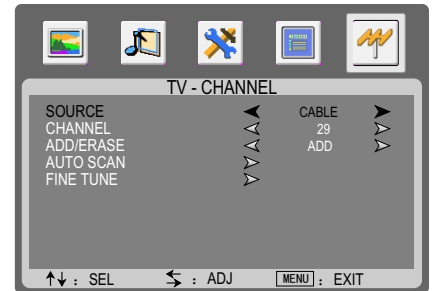 TV - CHANNEL
SOURCE CABLE
CHANNEL 29
ADD/ERASE ADD
AUTO SCAN
FINE TUNE
: SEL : ADJ MENU : EXIT